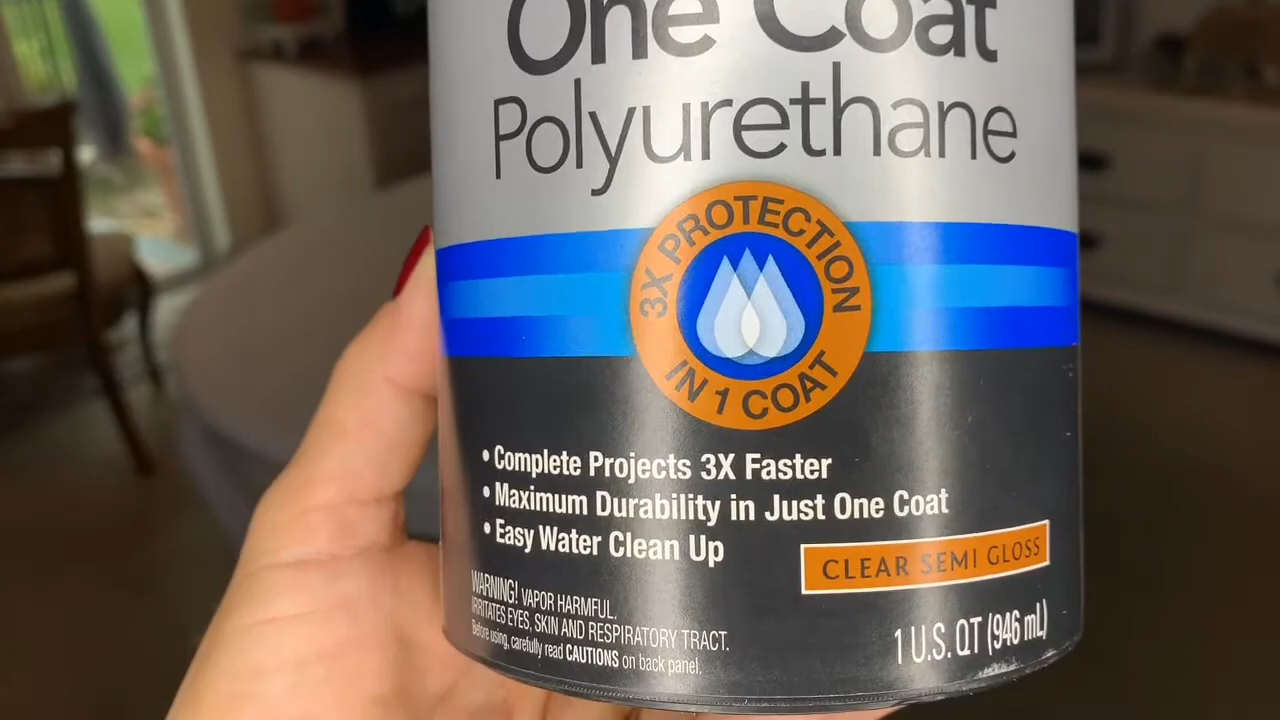 One Coat
Polyurethane
3X PROTECTION
IN 1 COAT
• Complete Projects 3X Faster
• Maximum Durability in Just One Coat
• Easy Water Clean Up
CLEAR SEMI GLOSS
WARNING! VAPOR HARMFUL.
IRRITATES EYES, SKIN AND RESPIRATORY TRACT.
Before using, carefully read CAUTIONS on back panel.
1 U.S. QT (946 mL)